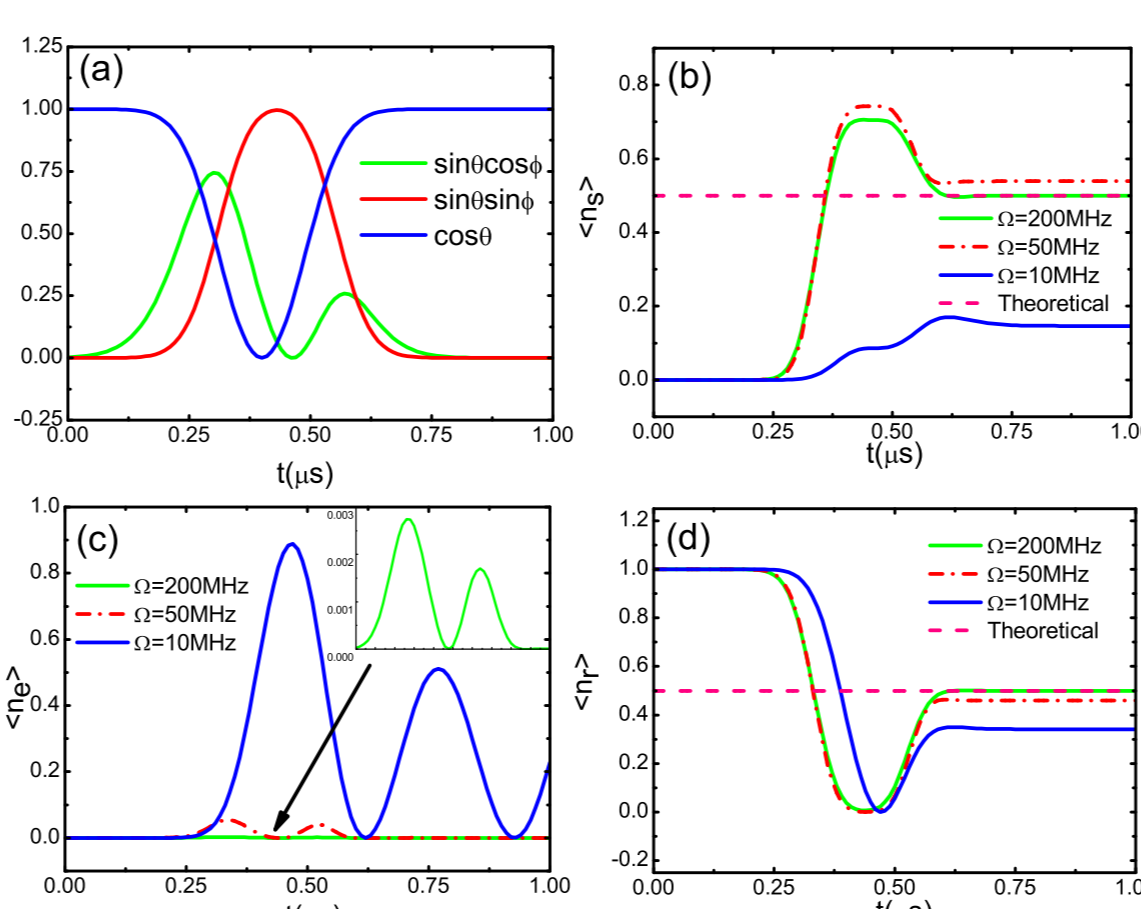 (a)
1.25
1.00
0.75
0.50
0.25
0.00
-0.25
sinθcosϕ
sinθsinϕ
cosθ
0.00 0.25 0.50 0.75 1.00
t(μs)
(b)
<nS>
0.8
0.6
0.4
0.2
0.0
Ω=200MHz
Ω=50MHz
Ω=10MHz
Theoretical
0.00 0.25 0.50 0.75
t(μs)
(c)
<ne>
1.0
0.8
0.6
0.4
0.2
0.0
Ω=200MHz
Ω=50MHz
Ω=10MHz
0.003
0.002
0.001
0.000
0.00 0.25 0.50 0.75 1.00
(d)
<nr>
1.2
1.0
0.8
0.6
0.4
0.2
0.0
-0.2
Ω=200MHz
Ω=50MHz
Ω=10MHz
Theoretical
0.00 0.25 0.50 0.75